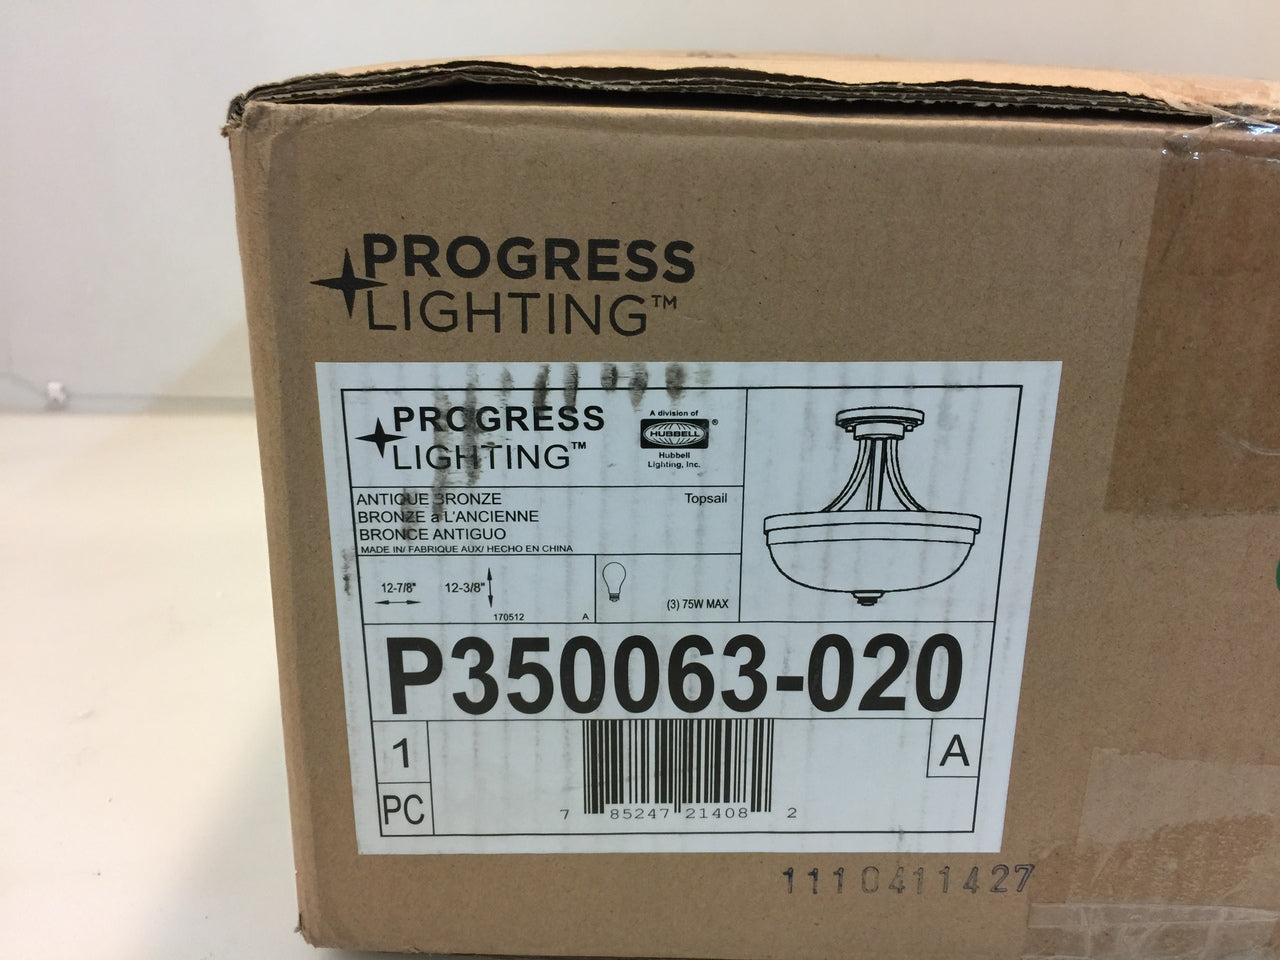 PROGRESS
LIGHTING™
PROGRESS
LIGHTING™
A division of
HUBBELL®
Hubbell
Lighting, Inc.
ANTIQUE BRONZE
Topsail
BRONZE a L'ANCIENNE
BRONCE ANTIGUO
MADE IN/ FABRIQUE AUX/ HECHO EN CHINA
12-7/8" 12-3/8"
170512 A
(3) 75W MAX
P350063-020
1
PC
A
7 85247 21408 2
1110411427